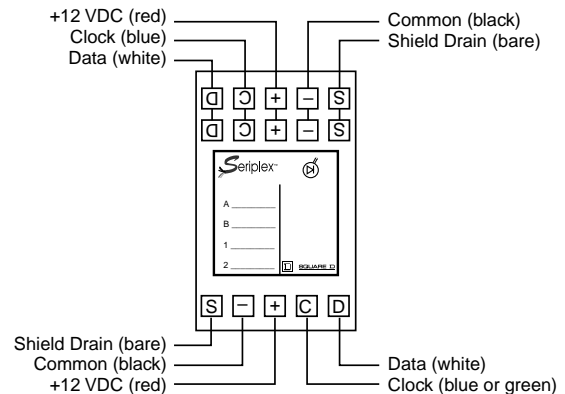 +12 VDC (red)
Clock (blue)
Data (white)
Common (black)
Shield Drain (bare)
D C + – S
D C + – S
Seriplex™
A
B
1
2
D SQUARE D
S – + C D
Shield Drain (bare)
Common (black)
+12 VDC (red)
Data (white)
Clock (blue or green)